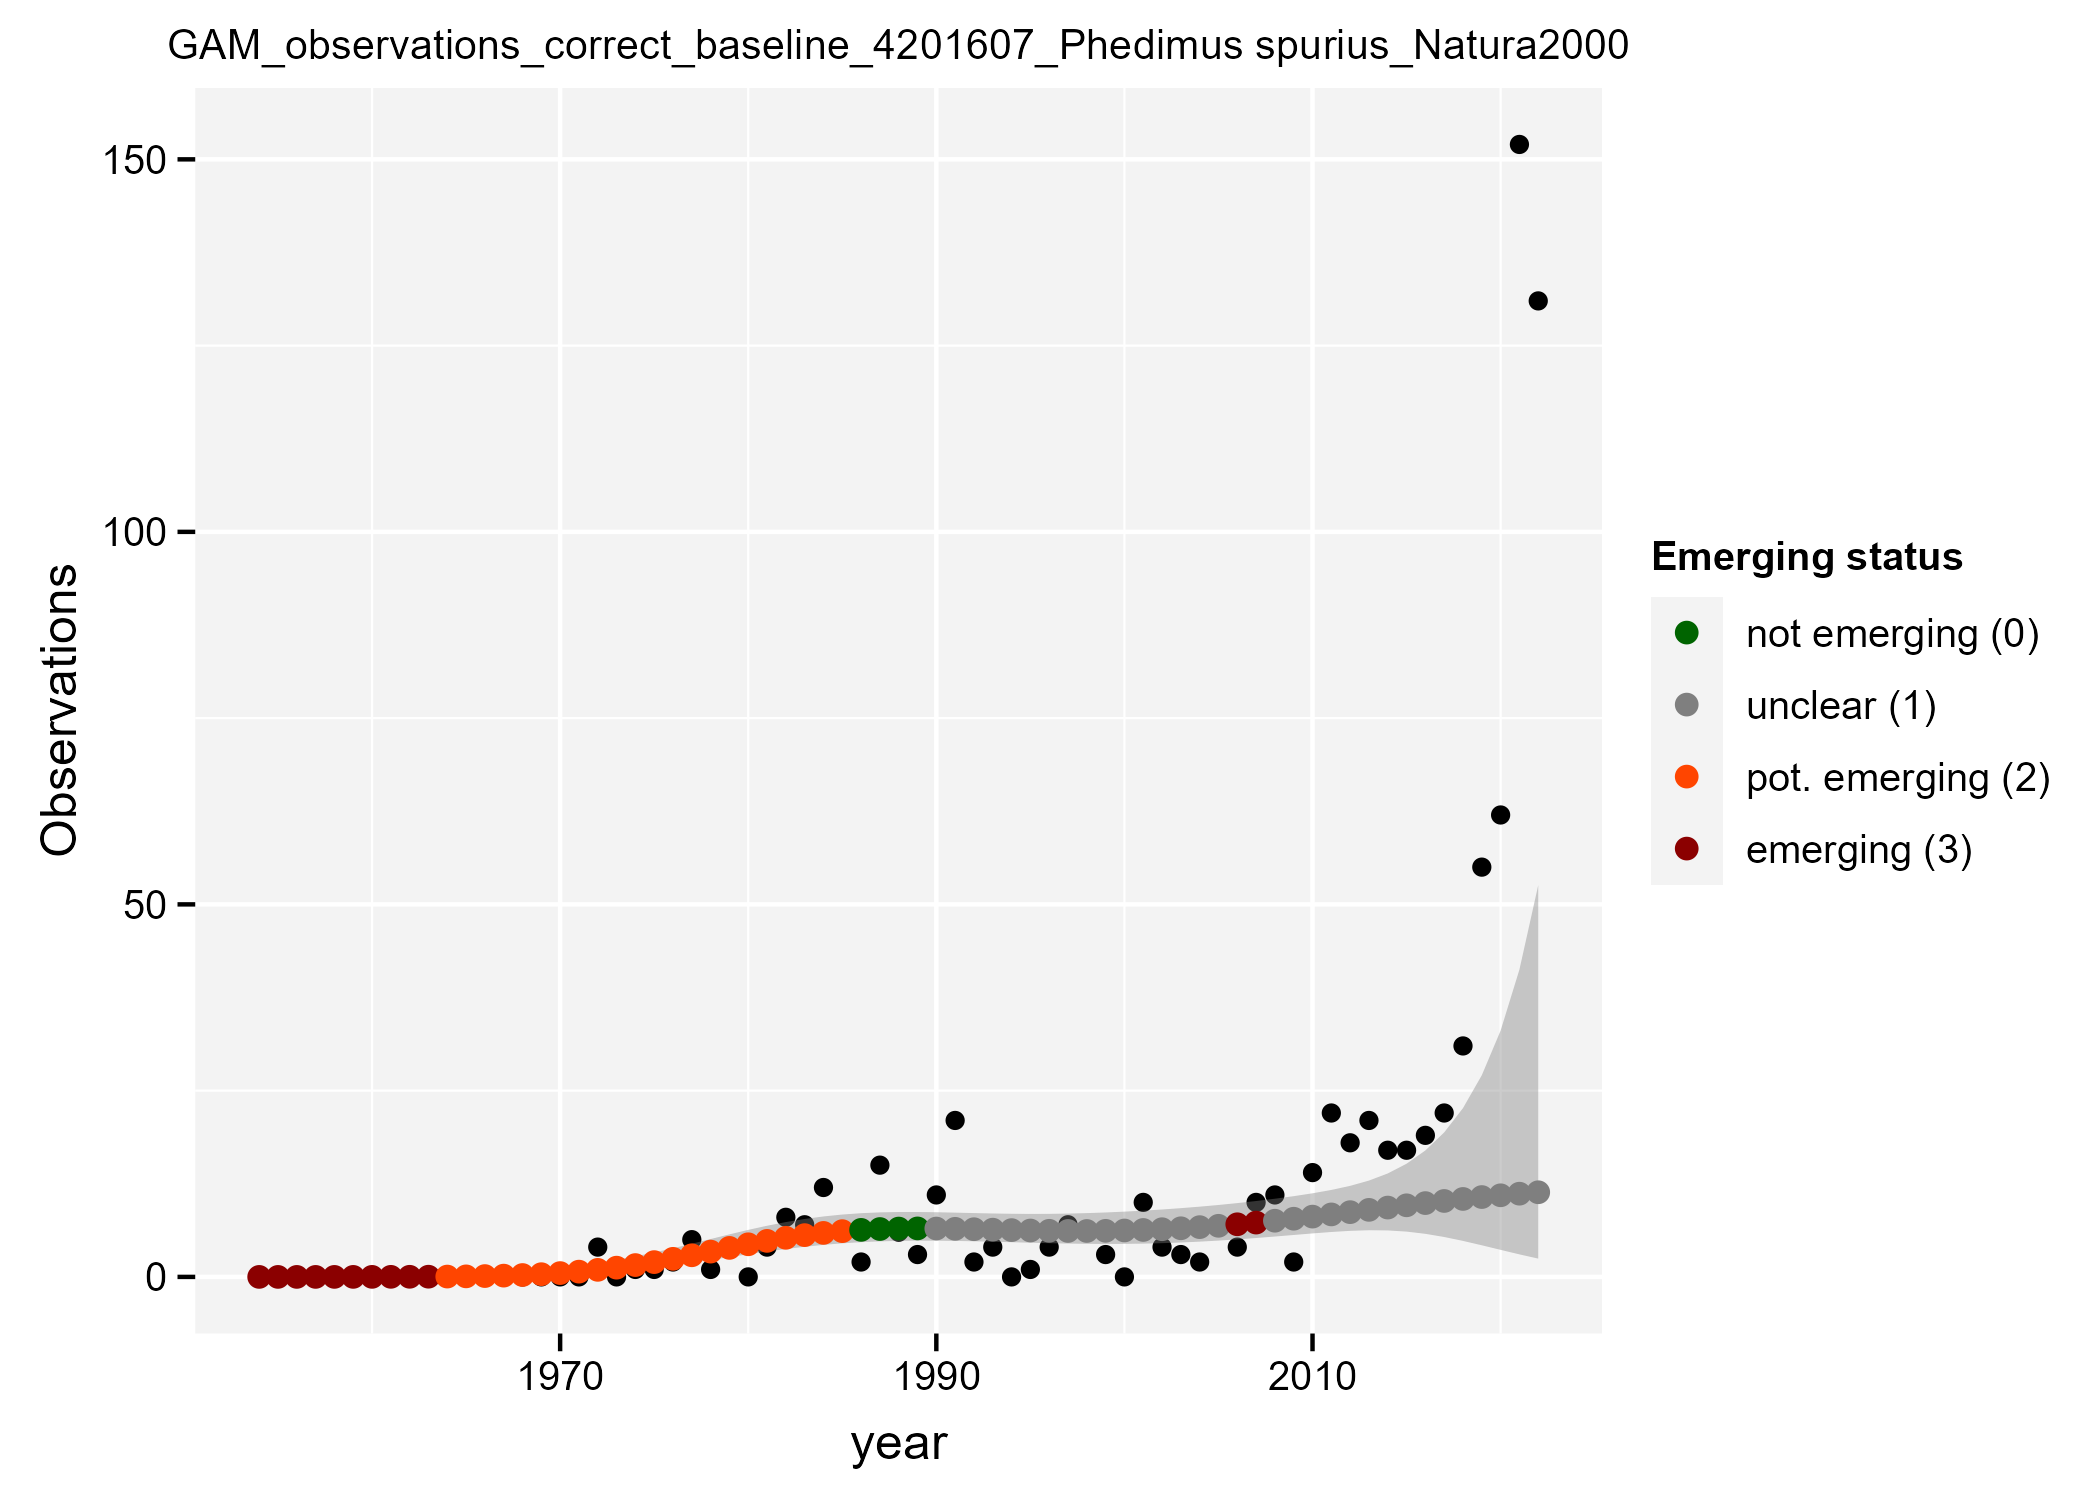 GAM_observations_correct_baseline_4201607_Phedimus spurius_Natura2000
150
100
50
0
Observations
1970
1990
2010
year
Emerging status
not emerging (0)
unclear (1)
pot. emerging (2)
emerging (3)